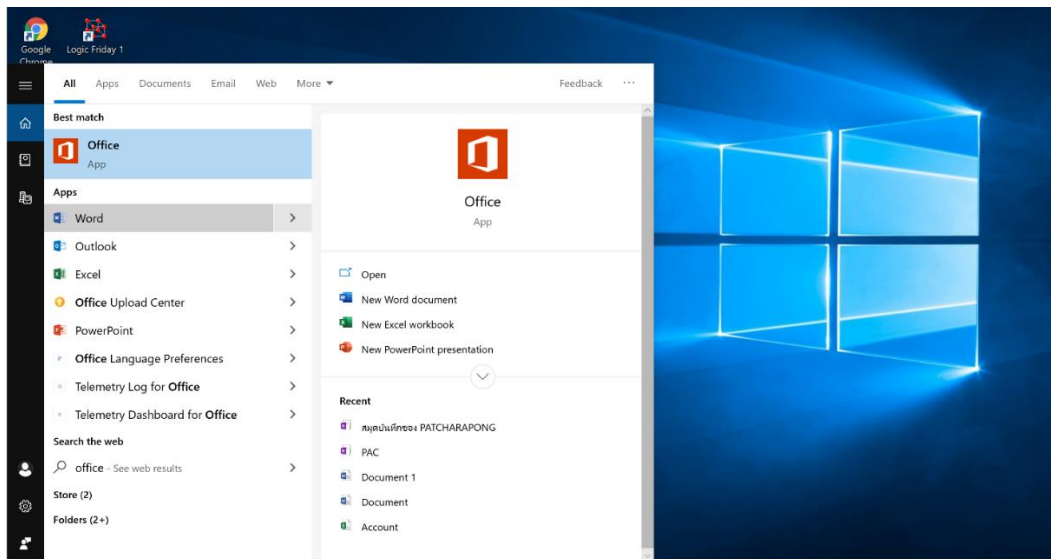 Google
Chrome
Logic Friday 1
All Apps Documents Email Web More
Feedback ...
Best match
Office
App
Apps
Word
Outlook
Excel
Office Upload Center
PowerPoint
Office Language Preferences
Telemetry Log for Office
Telemetry Dashboard for Office
Search the web
office - See web results
Store (2)
Folders (2+)
Office
App
Open
New Word document
New Excel workbook
New PowerPoint presentation
Recent
สมุดบันทึกของ PATCHARAPONG
PAC
Document 1
Document
Account